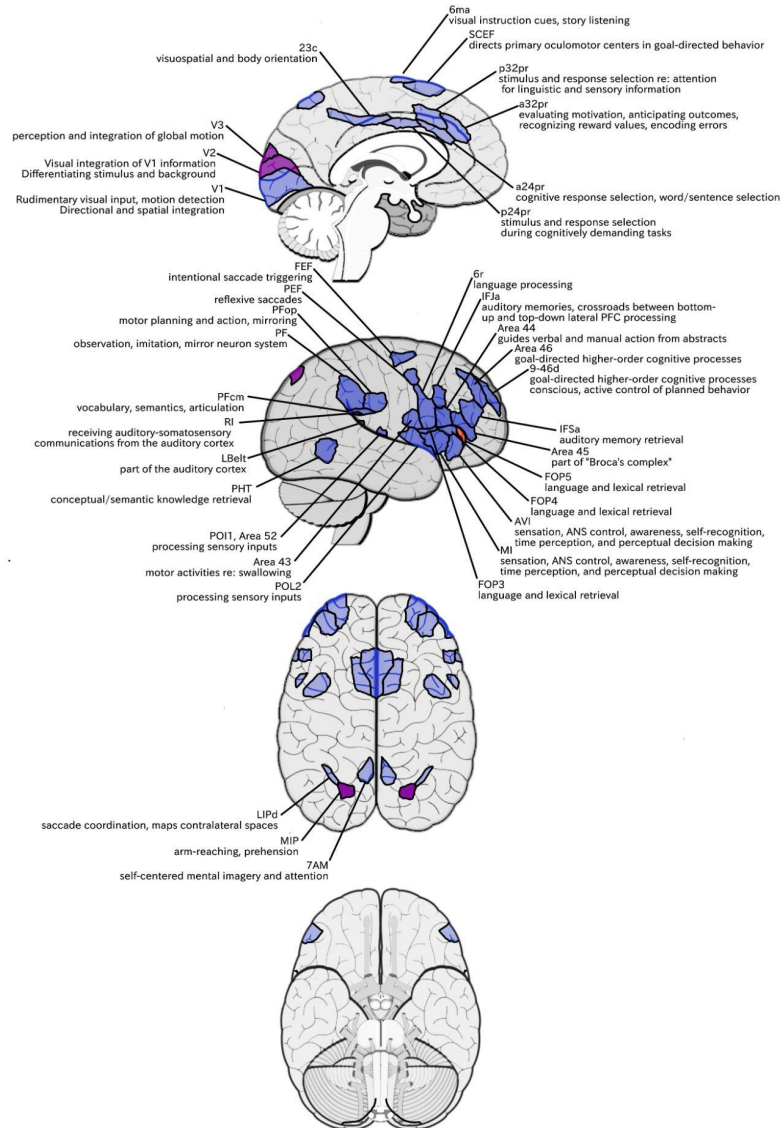 6ma
visual instruction cues, story listening
SCEF
directs primary oculomotor centers in goal-directed behavior
23c
visuospatial and body orientation
p32pr
stimulus and response selection re: attention
for linguistic and sensory information
a32pr
evaluating motivation, anticipating outcomes,
recognizing reward values, encoding errors
V3
perception and integration of global motion
V2
Visual integration of V1 information
Differentiating stimulus and background
V1
Rudimentary visual input, motion detection
Directional and spatial integration
a24pr
cognitive response selection, word/sentence selection
p24pr
stimulus and response selection
during cognitively demanding tasks
FEF
intentional saccade triggering
PEF
reflexive saccades
PFop
motor planning and action, mirroring
PF
observation, imitation, mirror neuron system
6r
language processing
IFJa
auditory memories, crossroads between bottom-
up and top-down lateral PFC processing
Area 44
guides verbal and manual action from abstracts
Area 46
goal-directed higher-order cognitive processes
9-46d
goal-directed higher-order cognitive processes
conscious, active control of planned behavior
PFcm
vocabulary, semantics, articulation
RI
receiving auditory-somatosensory
communications from the auditory cortex
LBelt
part of the auditory cortex
PHT
conceptual/semantic knowledge retrieval
IFSa
auditory memory retrieval
Area 45
part of "Broca's complex"
FOP5
language and lexical retrieval
FOP4
language and lexical retrieval
AVI
sensation, ANS control, awareness, self-recognition,
time perception, and perceptual decision making
MI
sensation, ANS control, awareness, self-recognition,
time perception, and perceptual decision making
FOP3
language and lexical retrieval
POI1, Area 52
processing sensory inputs
Area 43
motor activities re: swallowing
POL2
processing sensory inputs
LIPd
saccade coordination, maps contralateral spaces
MIP
arm-reaching, prehension
7AM
self-centered mental imagery and attention